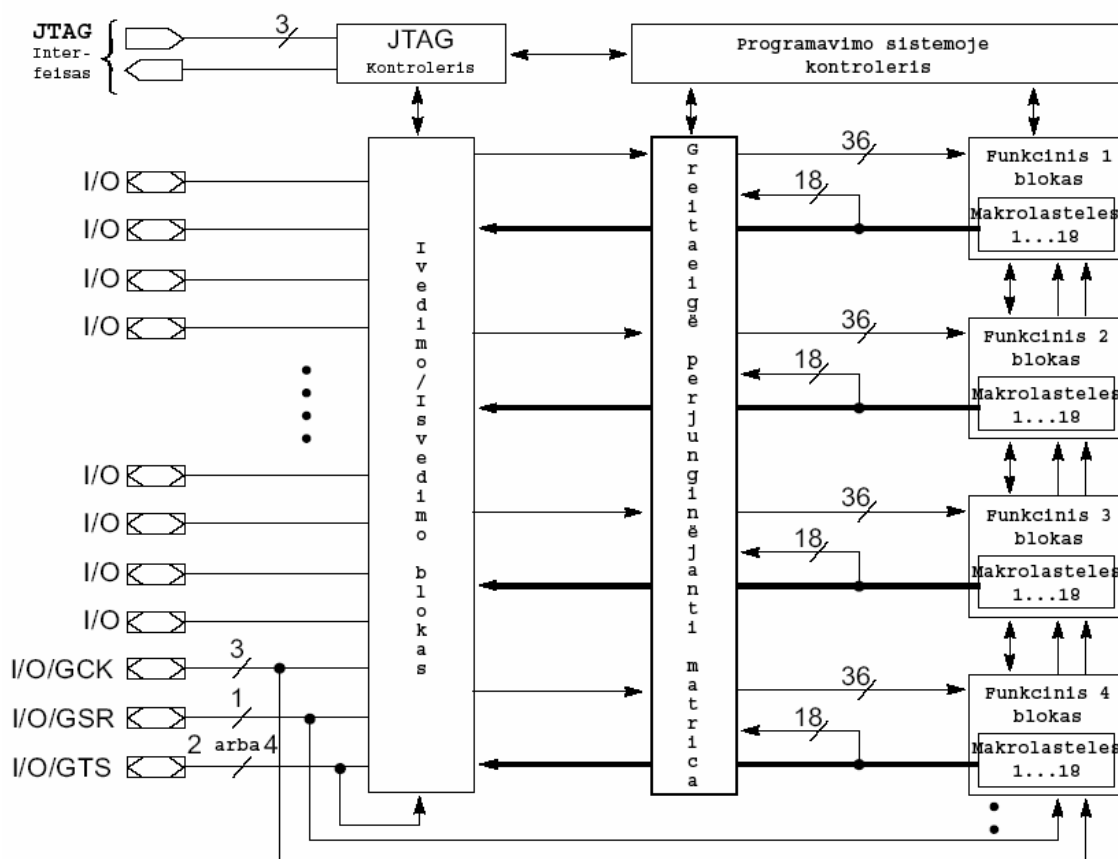 JTAG
Inter-
feisas
3
JTAG
Kontroleris
Programavimo sistemoje
kontroleris
I/O
I/O
I/O
I/O
I/O
I/O
I/O
I/O
I/O/GCK
3
I/O/GSR
1
I/O/GTS
2 arba 4
Ivedimo/Isvedimo blokas
Greitaeigë perjunginëjanti matrica
36
18
Funkcinis 1
blokas
Makrolasteles
1...18
36
18
Funkcinis 2
blokas
Makrolasteles
1...18
36
18
Funkcinis 3
blokas
Makrolasteles
1...18
36
18
Funkcinis 4
blokas
Makrolasteles
1...18